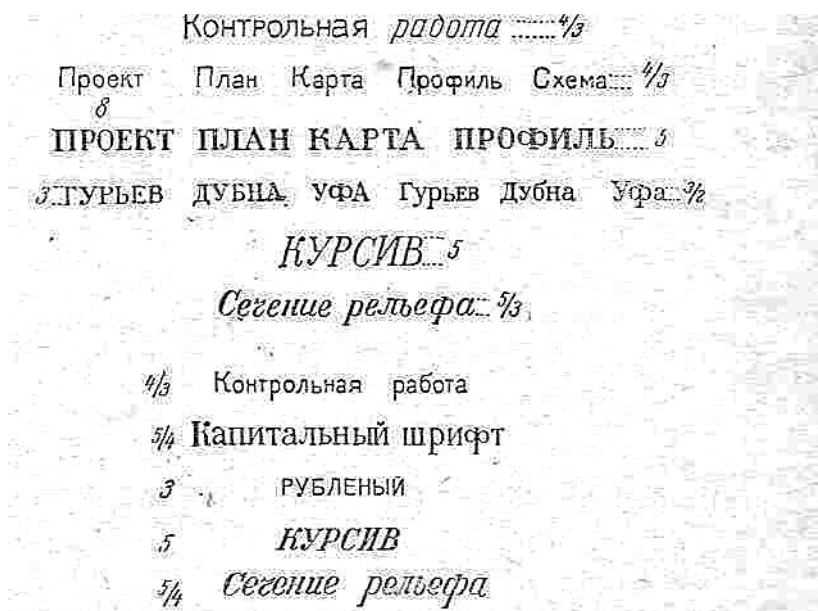 Контрольная работа 4/3
Проект План Карта Профиль Схема 4/3
8
ПРОЕКТ ПЛАН КАРТА ПРОФИЛЬ 5
3 ГУРЬЕВ ДУБНА УФА Гурьев Дубна Уфа 3/2
КУРСИВ 5
Сечение рельефа 5/3
4/3 Контрольная работа
5/4 Капитальный шрифт
3 РУБЛЕНЫЙ
5 КУРСИВ
5/4 Сечение рельефа